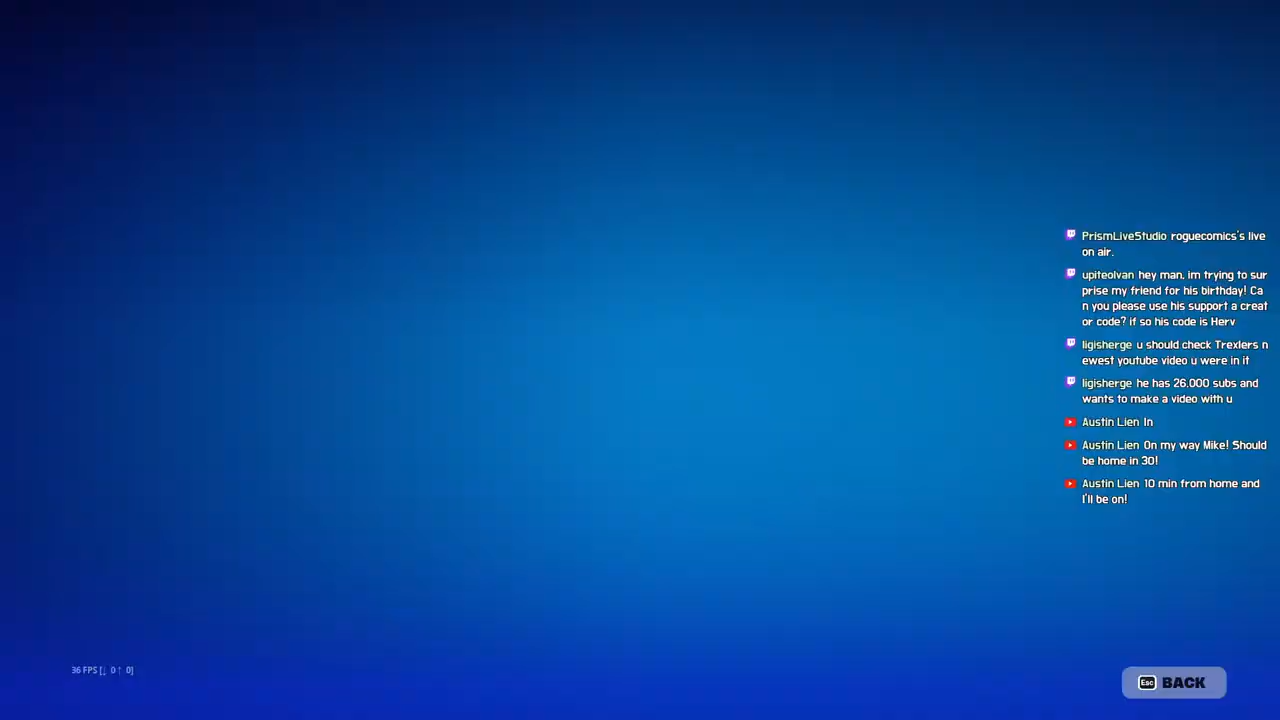 PrismLiveStudio roguecomics's live
on air.
upiteolvan hey man, im trying to sur
prise my friend for his birthday! Ca
n you please use his support a creat
or code? if so his code is Herv
ligisherge u should check Trexlers n
ewest youtube video u were in it
ligisherge he has 26,000 subs and
wants to make a video with u
Austin Lien In
Austin Lien On my way Mike! Should
be home in 30!
Austin Lien 10 min from home and
I'll be on!
36 FPS [↓ 0 ↑ 0]
Esc BACK